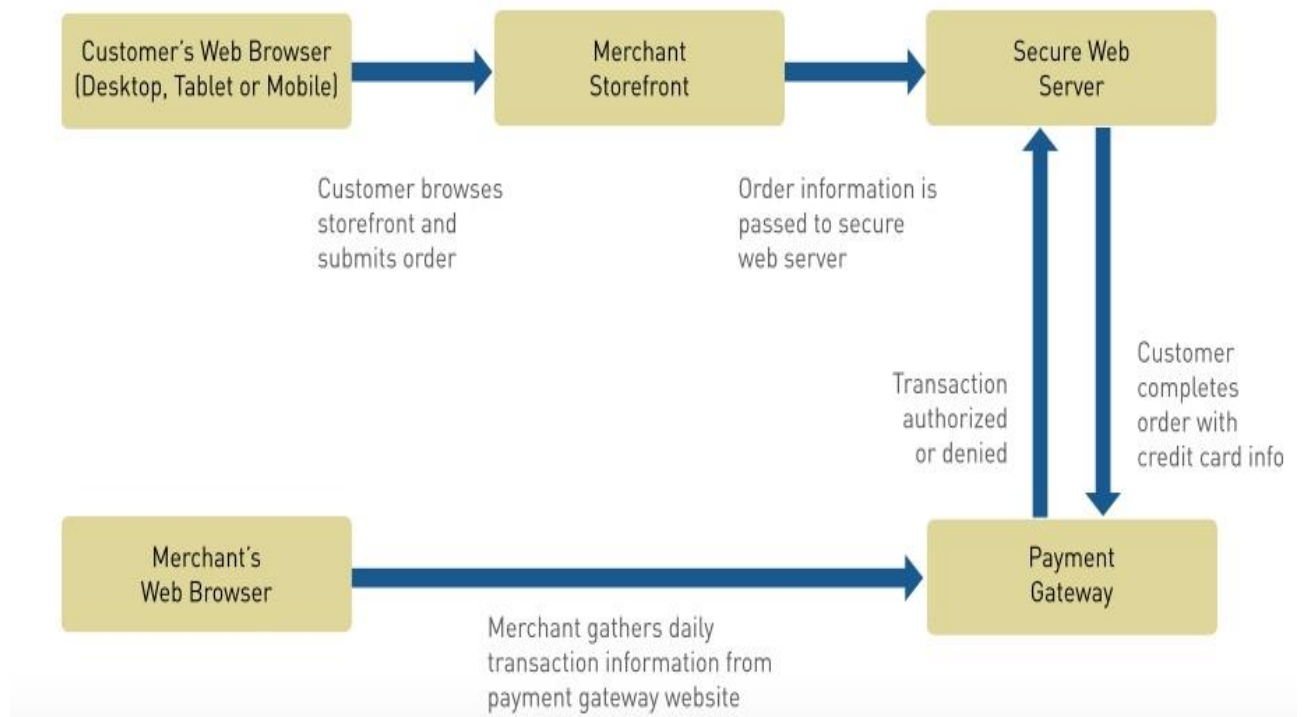 Customer’s Web Browser
(Desktop, Tablet or Mobile)
Merchant
Storefront
Secure Web
Server
Customer browses
storefront and
submits order
Order information is
passed to secure
web server
Transaction
authorized
or denied
Customer
completes
order with
credit card info
Merchant’s
Web Browser
Payment
Gateway
Merchant gathers daily
transaction information from
payment gateway website